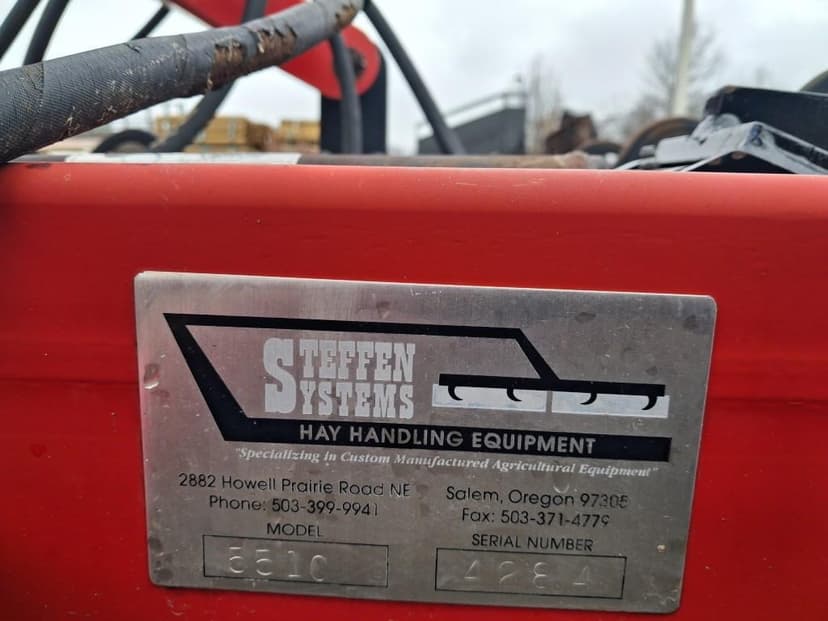 STEFFEN
SYSTEMS
HAY HANDLING EQUIPMENT
"Specializing in Custom Manufactured Agricultural Equipment"
2882 Howell Prairie Road NE Salem, Oregon 97305
Phone: 503-399-9941 Fax: 503-371-4779
MODEL SERIAL NUMBER
5510 4284